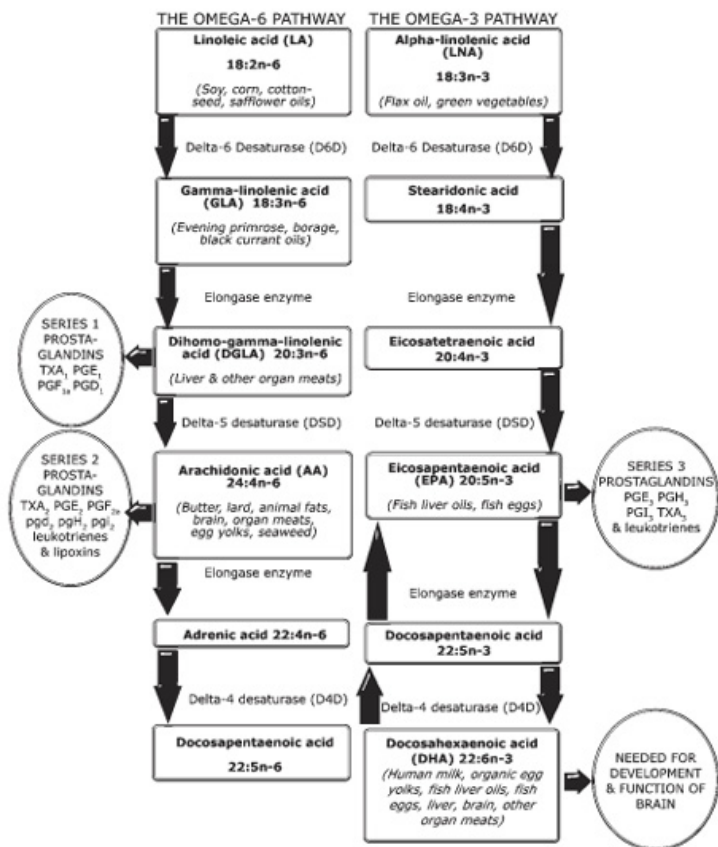 THE OMEGA-6 PATHWAY
Linoleic acid (LA)
18:2n-6
(Soy, corn, cotton-
seed, safflower oils)
Delta-6 Desaturase (D6D)
Gamma-linolenic acid
(GLA) 18:3n-6
(Evening primrose, borage,
black currant oils)
Elongase enzyme
Dihomo-gamma-linolenic
acid (DGLA) 20:3n-6
(Liver & other organ meats)
SERIES 1
PROSTA-
GLANDINS
TXA₁ PGE₁
PGF₁ₐ PGD₁
Delta-5 desaturase (DSD)
Arachidonic acid (AA)
24:4n-6
(Butter, lard, animal fats,
brain, organ meats,
egg yolks, seaweed)
SERIES 2
PROSTA-
GLANDINS
TXA₂ PGE₂ PGF₂ₐ
pgd₂ pgH₂ pgI₂
leukotrienes
& lipoxins
Elongase enzyme
Adrenic acid 22:4n-6
Delta-4 desaturase (D4D)
Docosapentaenoic acid
22:5n-6
THE OMEGA-3 PATHWAY
Alpha-linolenic acid
(LNA)
18:3n-3
(Flax oil, green vegetables)
Delta-6 Desaturase (D6D)
Stearidonic acid
18:4n-3
Elongase enzyme
Eicosatetraenoic acid
20:4n-3
Delta-5 desaturase (DSD)
Eicosapentaenoic acid
(EPA) 20:5n-3
(Fish liver oils, fish eggs)
SERIES 3
PROSTAGLANDINS
PGE₃ PGH₃
PGI₃ TXA₃
& leukotrienes
Elongase enzyme
Docosapentaenoic acid
22:5n-3
Delta-4 desaturase (D4D)
Docosahexaenoic acid
(DHA) 22:6n-3
(Human milk, organic egg
yolks, fish liver oils, fish
eggs, liver, brain, other
organ meats)
NEEDED FOR
DEVELOPMENT
& FUNCTION OF
BRAIN